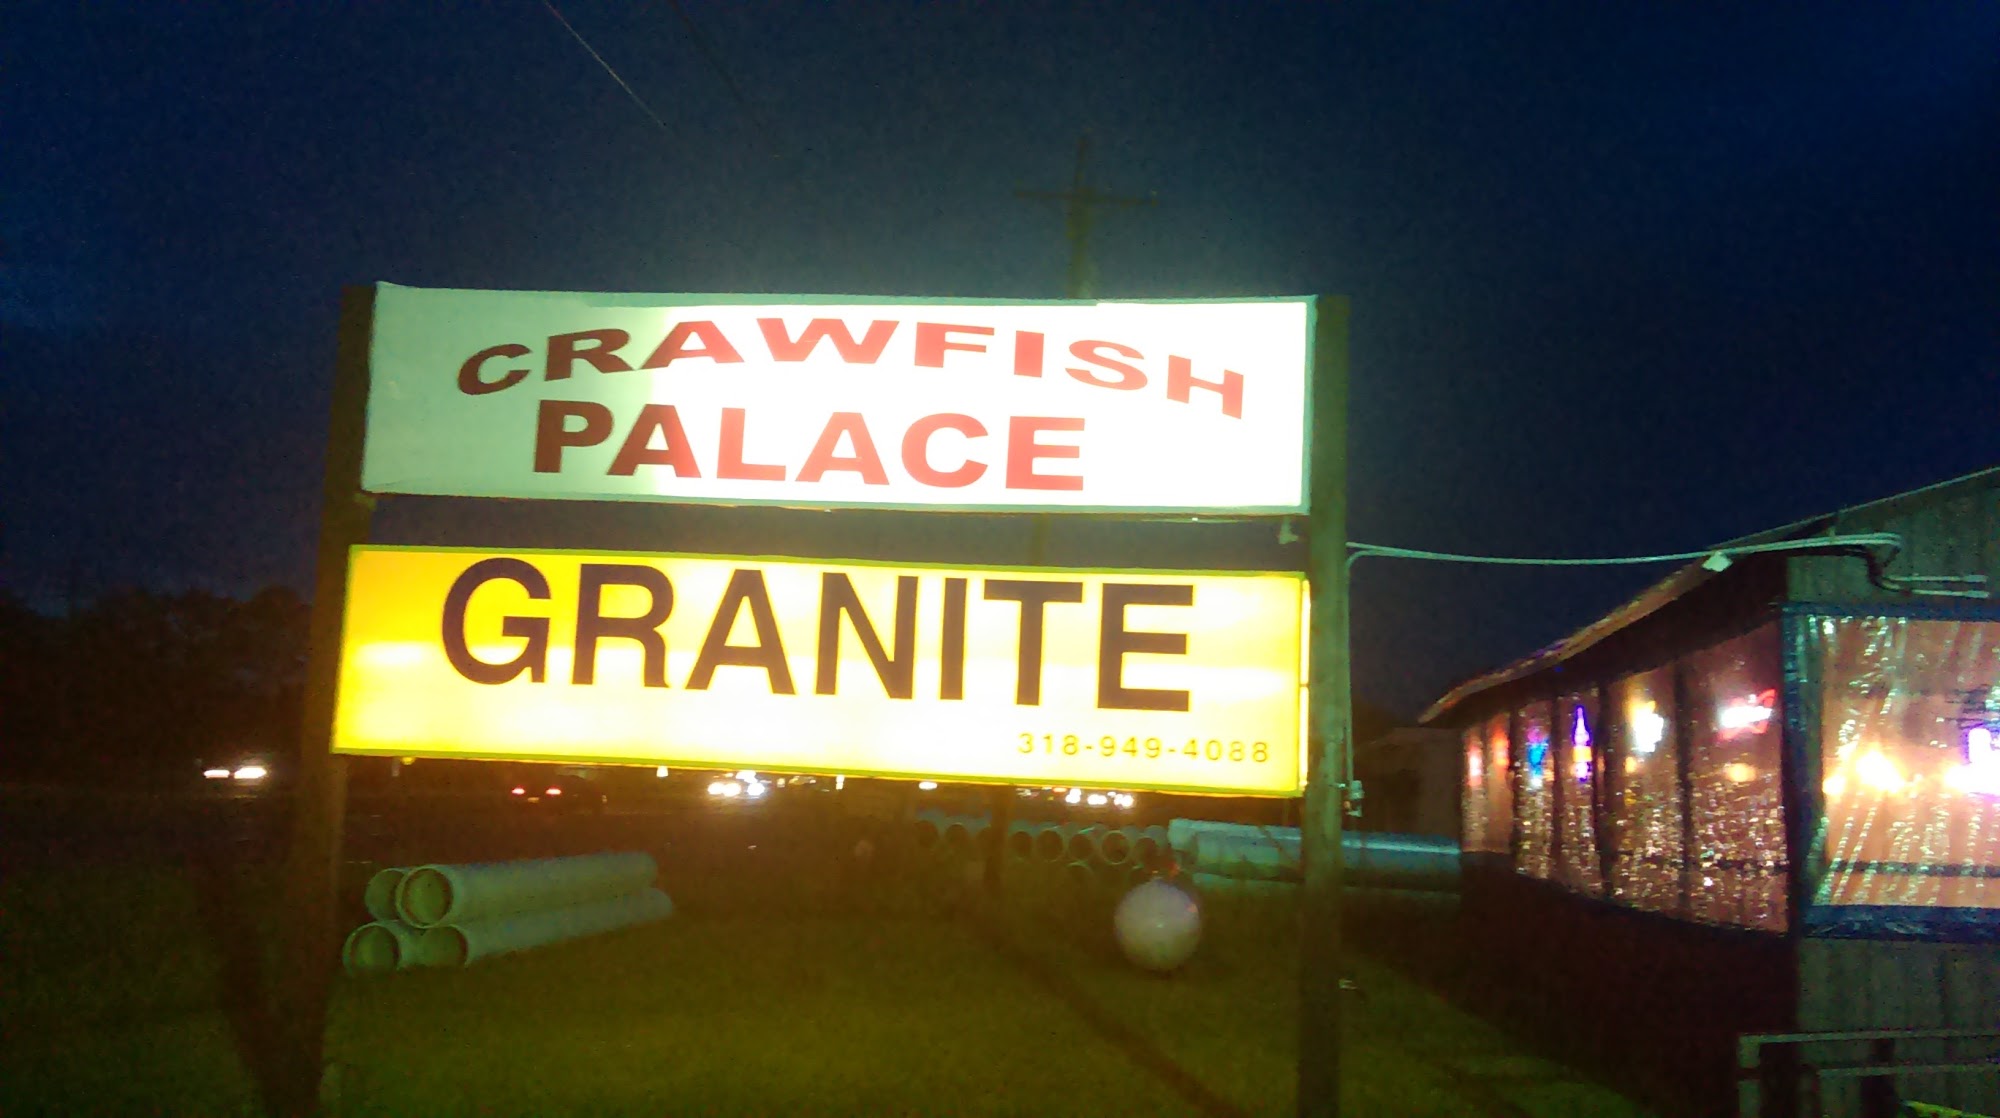 CRAWFISH
PALACE
GRANITE
318-949-4088